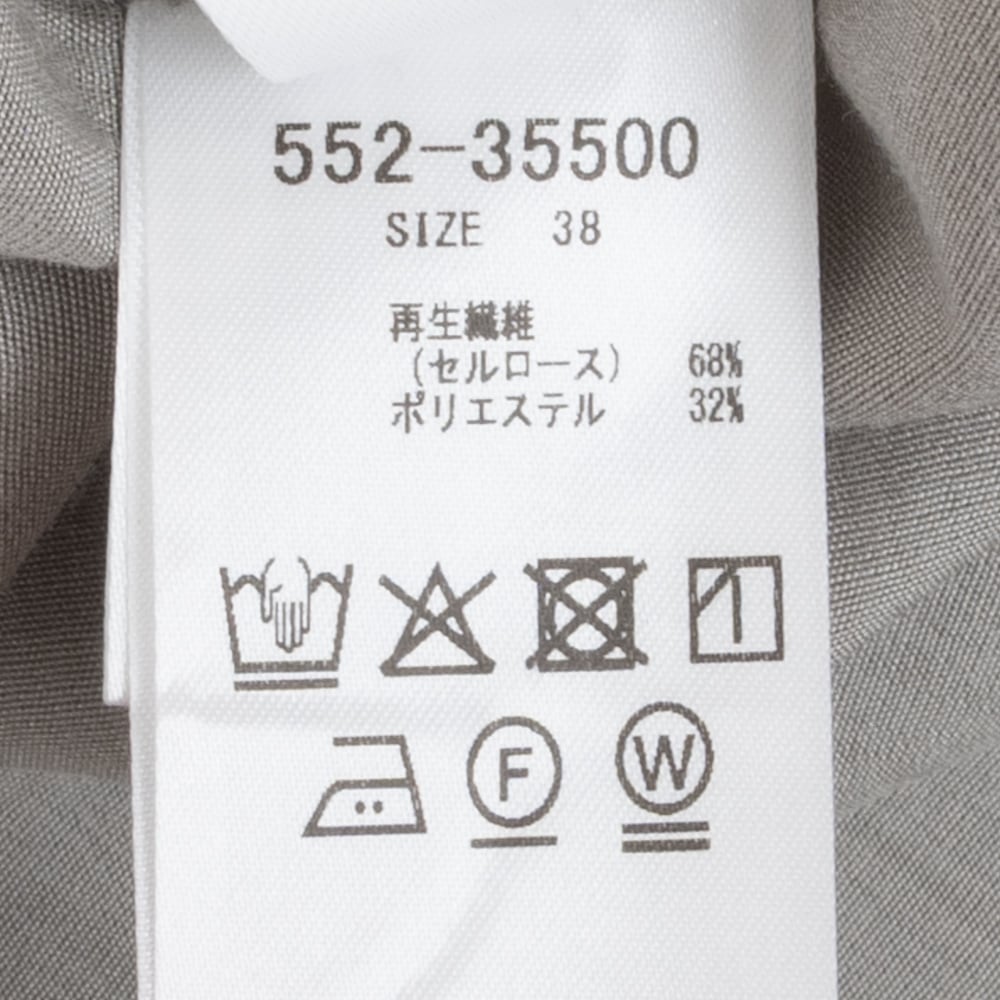 552-35500
SIZE 38
再生繊維
(セルロース) 68%
ポリエステル 32%
F W